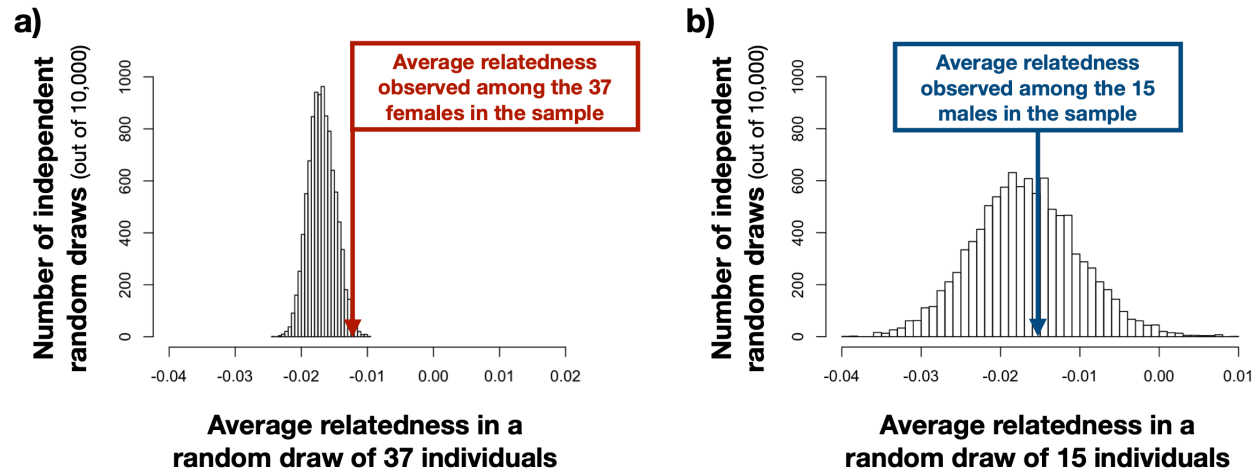 a)
Number of independent
random draws (out of 10,000)
1000
800
600
400
200
0
Average relatedness
observed among the 37
females in the sample
-0.04 -0.03 -0.02 -0.01 0.00 0.01 0.02
Average relatedness in a
random draw of 37 individuals
b)
Number of independent
random draws (out of 10,000)
1000
800
600
400
200
0
Average relatedness
observed among the 15
males in the sample
-0.04 -0.03 -0.02 -0.01 0.00 0.01
Average relatedness in a
random draw of 15 individuals